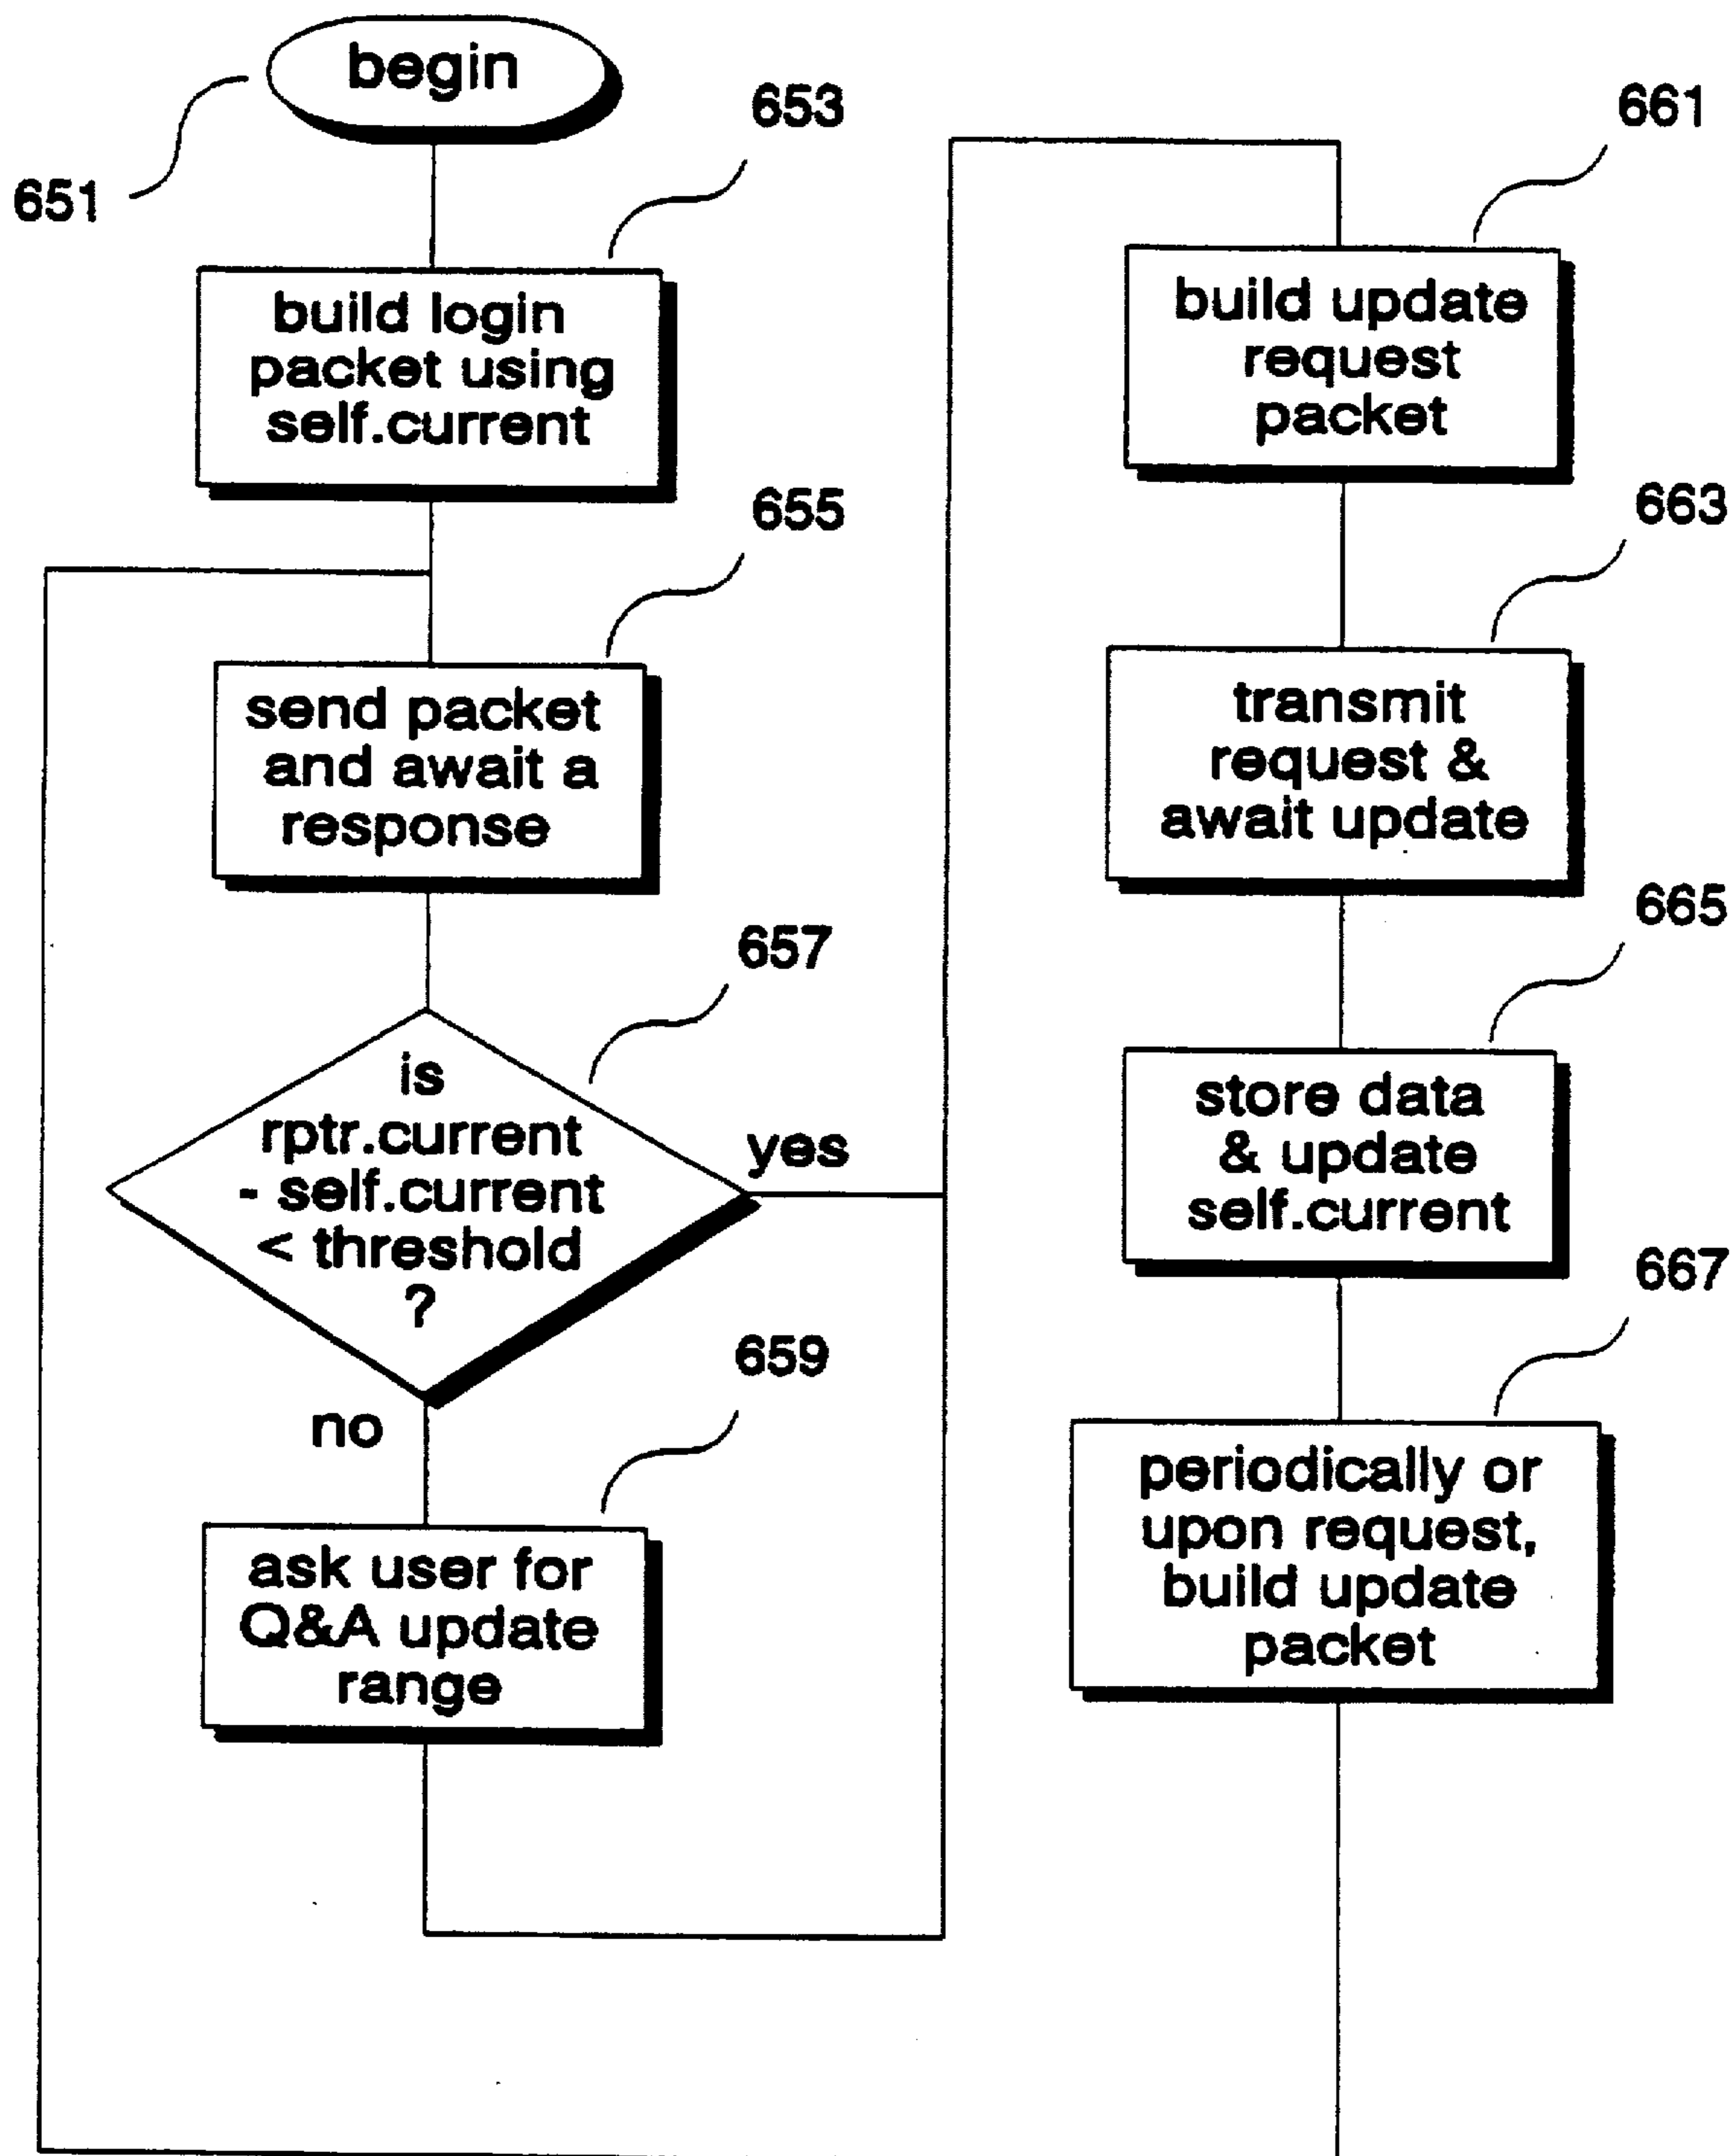 begin
651
653
build login
packet using
self.current
655
send packet
and await a
response
657
is
rptr.current
- self.current
< threshold
?
yes
no
659
ask user for
Q&A update
range
661
build update
request
packet
663
transmit
request &
await update
665
store data
& update
self.current
667
periodically or
upon request,
build update
packet